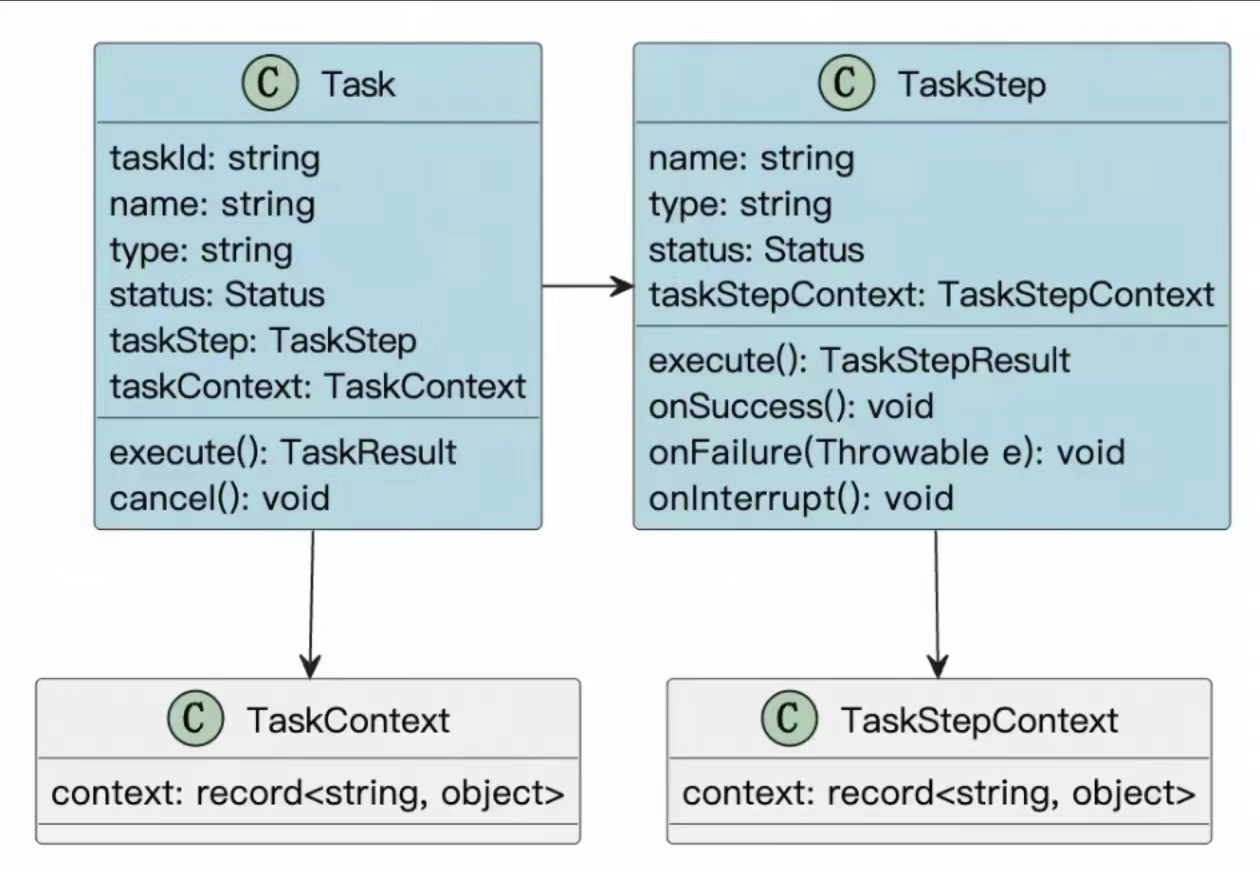 C Task
taskId: string
name: string
type: string
status: Status
taskStep: TaskStep
taskContext: TaskContext
execute(): TaskResult
cancel(): void
C TaskStep
name: string
type: string
status: Status
taskStepContext: TaskStepContext
execute(): TaskStepResult
onSuccess(): void
onFailure(Throwable e): void
onInterrupt(): void
C TaskContext
context: record<string, object>
C TaskStepContext
context: record<string, object>